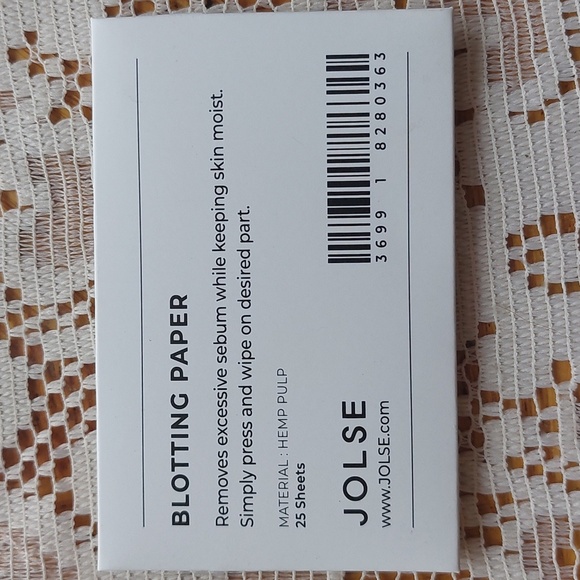 BLOTTING PAPER
Removes excessive sebum while keeping skin moist.
Simply press and wipe on desired part.
MATERIAL : HEMP PULP
25 Sheets
JOLSE
www.JOLSE.com
3699 1 8280363